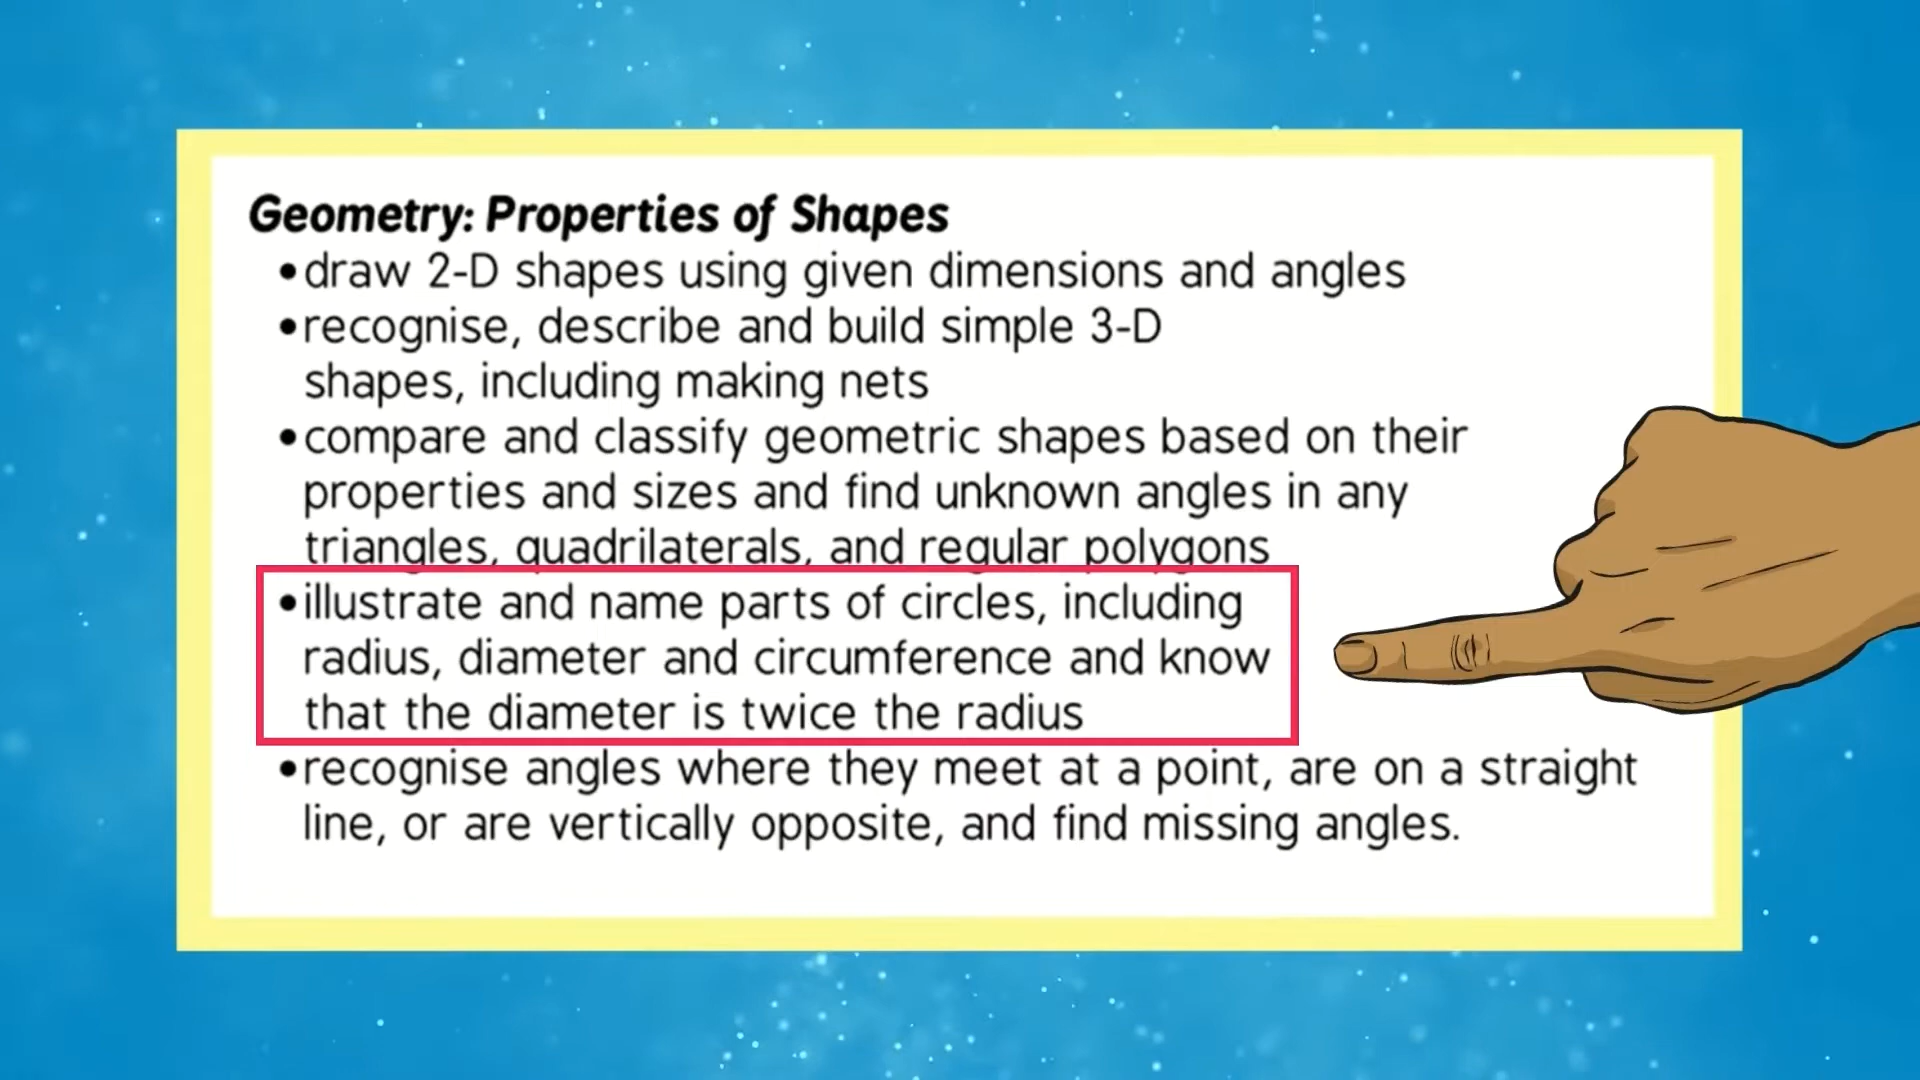 Geometry: Properties of Shapes
•draw 2-D shapes using given dimensions and angles
•recognise, describe and build simple 3-D
shapes, including making nets
•compare and classify geometric shapes based on their
properties and sizes and find unknown angles in any
triangles, quadrilaterals, and regular polygons
•illustrate and name parts of circles, including
radius, diameter and circumference and know
that the diameter is twice the radius
•recognise angles where they meet at a point, are on a straight
line, or are vertically opposite, and find missing angles.